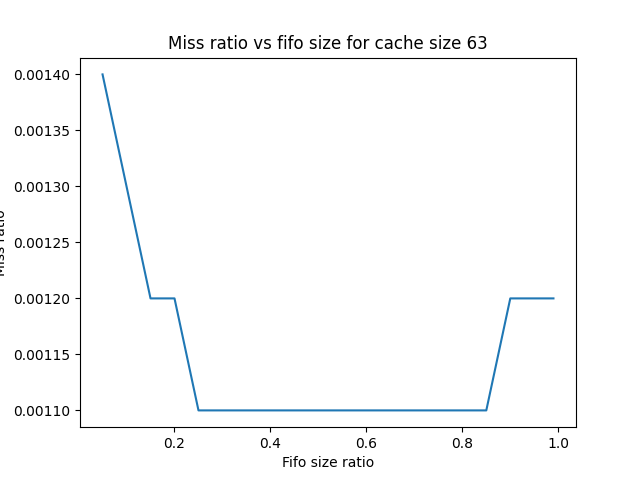 Miss ratio vs fifo size for cache size 63
0.00140
0.00135
0.00130
0.00125
0.00120
0.00115
0.00110
Miss ratio
0.2 0.4 0.6 0.8 1.0
Fifo size ratio